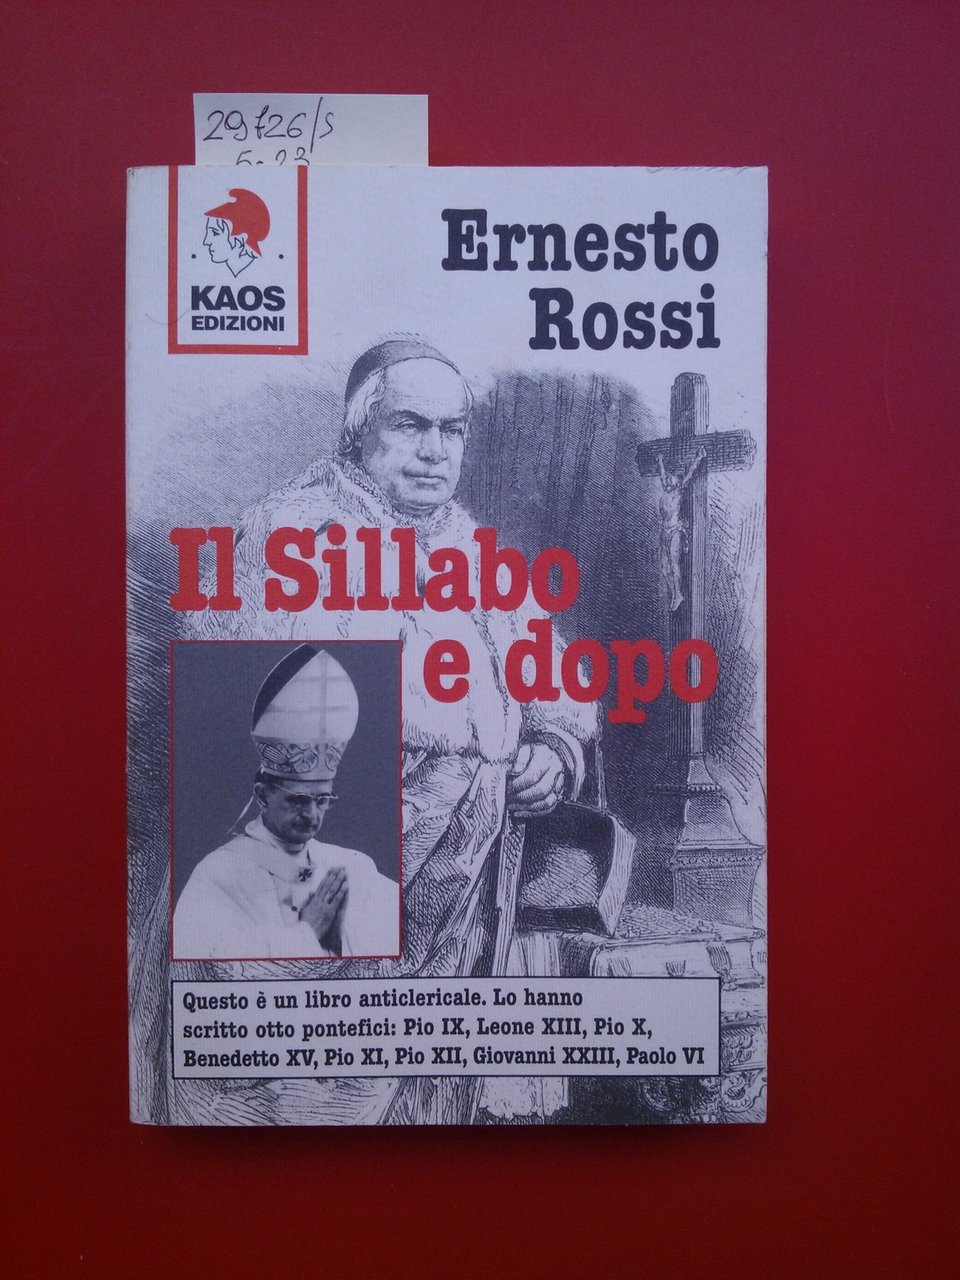 29726/s
KAOS
EDIZIONI
Ernesto
Rossi
Il Sillabo
e dopo
Questo è un libro anticlericale. Lo hanno
scritto otto pontefici: Pio IX, Leone XIII, Pio X,
Benedetto XV, Pio XI, Pio XII, Giovanni XXIII, Paolo VI